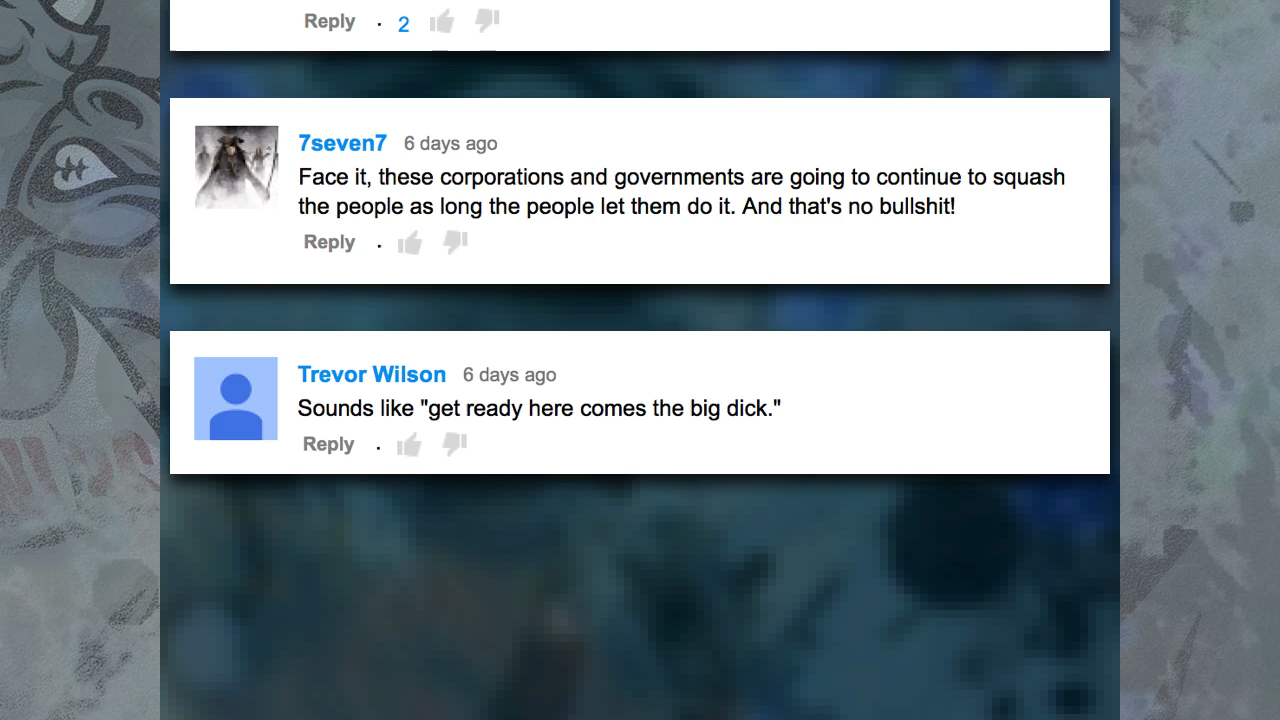 Reply . 2
7seven7 6 days ago
Face it, these corporations and governments are going to continue to squash
the people as long the people let them do it. And that's no bullshit!
Reply .
Trevor Wilson 6 days ago
Sounds like "get ready here comes the big dick."
Reply .